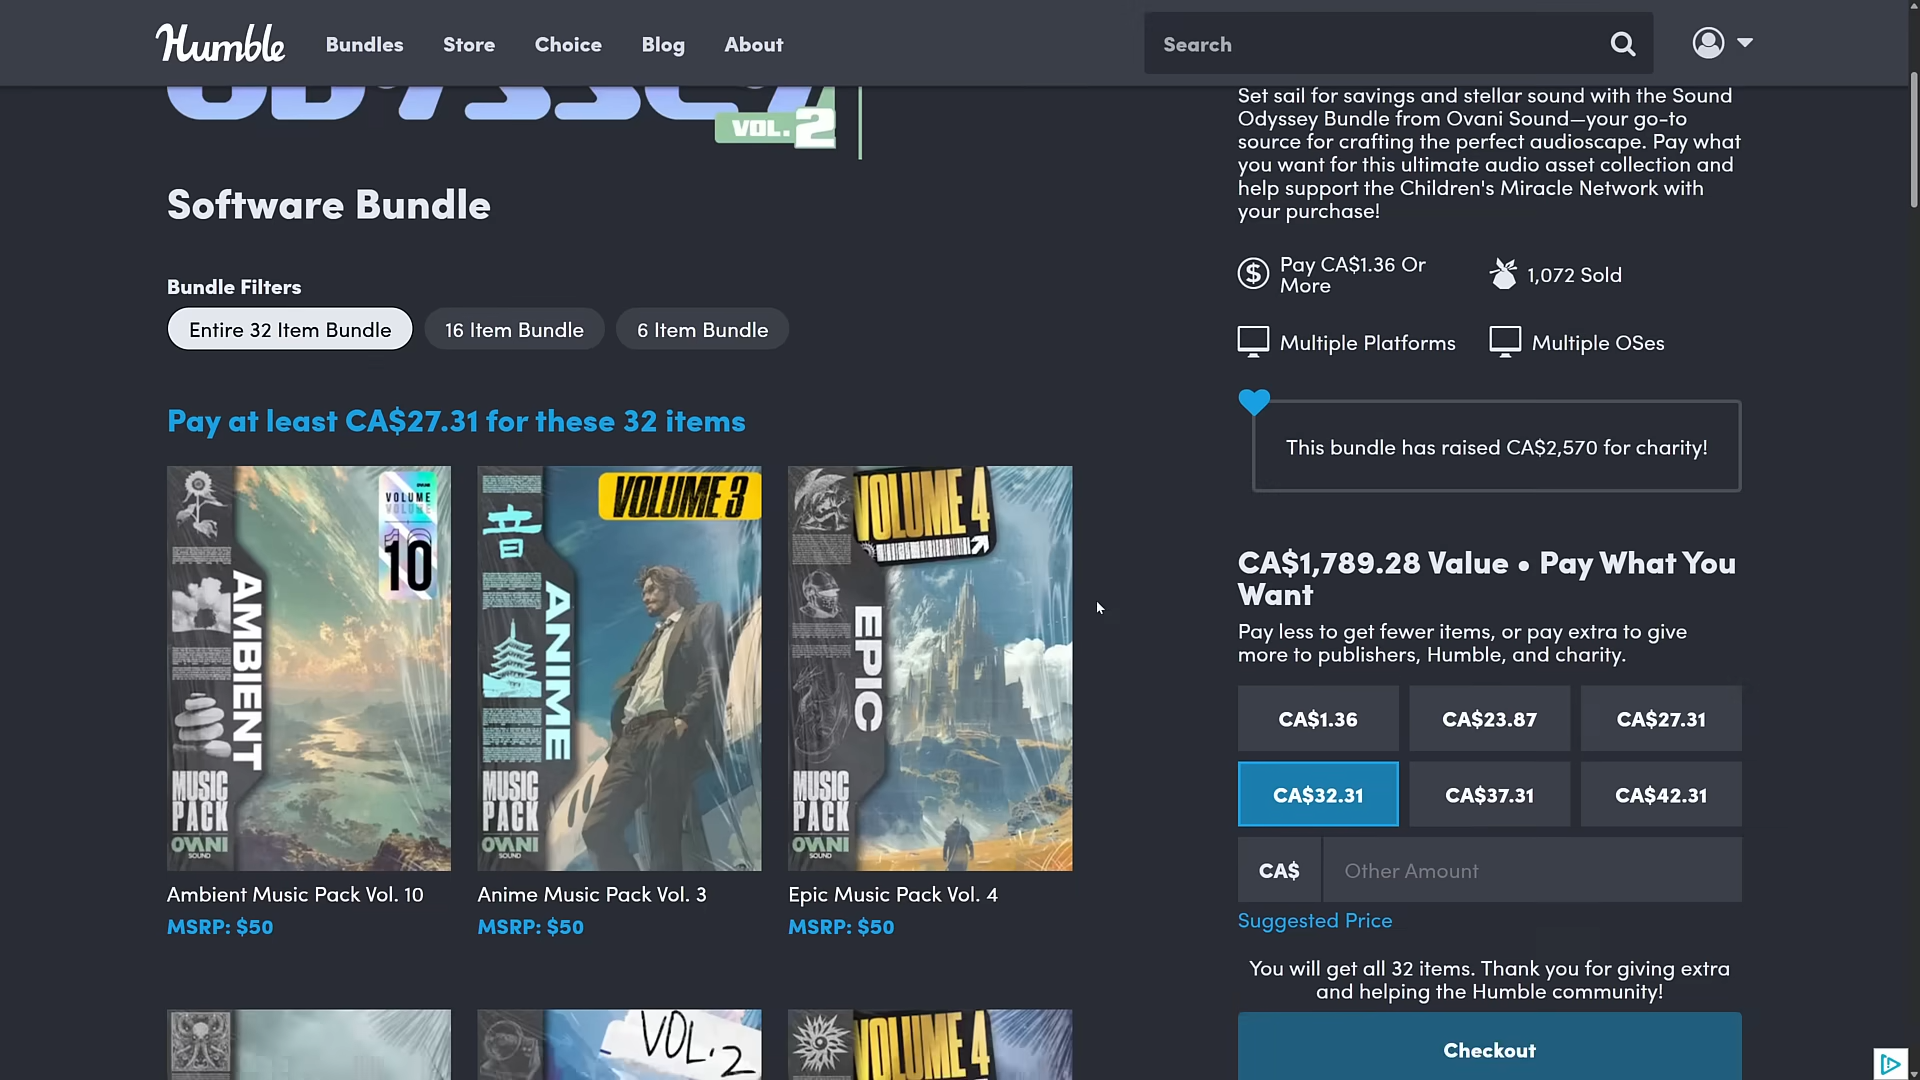 Humble
Bundles
Store
Choice
Blog
About
Search
VOL. 2
Software Bundle
Bundle Filters
Entire 32 Item Bundle
16 Item Bundle
6 Item Bundle
Pay at least CA$27.31 for these 32 items
VOLUME
10
AMBIENT
MUSIC
PACK
OVANI
SOUND
Ambient Music Pack Vol. 10
MSRP: $50
VOLUME 3
音
ANIME
MUSIC
PACK
OVANI
SOUND
Anime Music Pack Vol. 3
MSRP: $50
VOLUME 4
EPIC
MUSIC
PACK
OVANI
SOUND
Epic Music Pack Vol. 4
MSRP: $50
VOL. 2
VOLUME 4
Set sail for savings and stellar sound with the Sound
Odyssey Bundle from Ovani Sound—your go-to
source for crafting the perfect audioscape. Pay what
you want for this ultimate audio asset collection and
help support the Children's Miracle Network with
your purchase!
Pay CA$1.36 Or
More
1,072 Sold
Multiple Platforms
Multiple OSes
This bundle has raised CA$2,570 for charity!
CA$1,789.28 Value • Pay What You
Want
Pay less to get fewer items, or pay extra to give
more to publishers, Humble, and charity.
CA$1.36
CA$23.87
CA$27.31
CA$32.31
CA$37.31
CA$42.31
CA$
Other Amount
Suggested Price
You will get all 32 items. Thank you for giving extra
and helping the Humble community!
Checkout